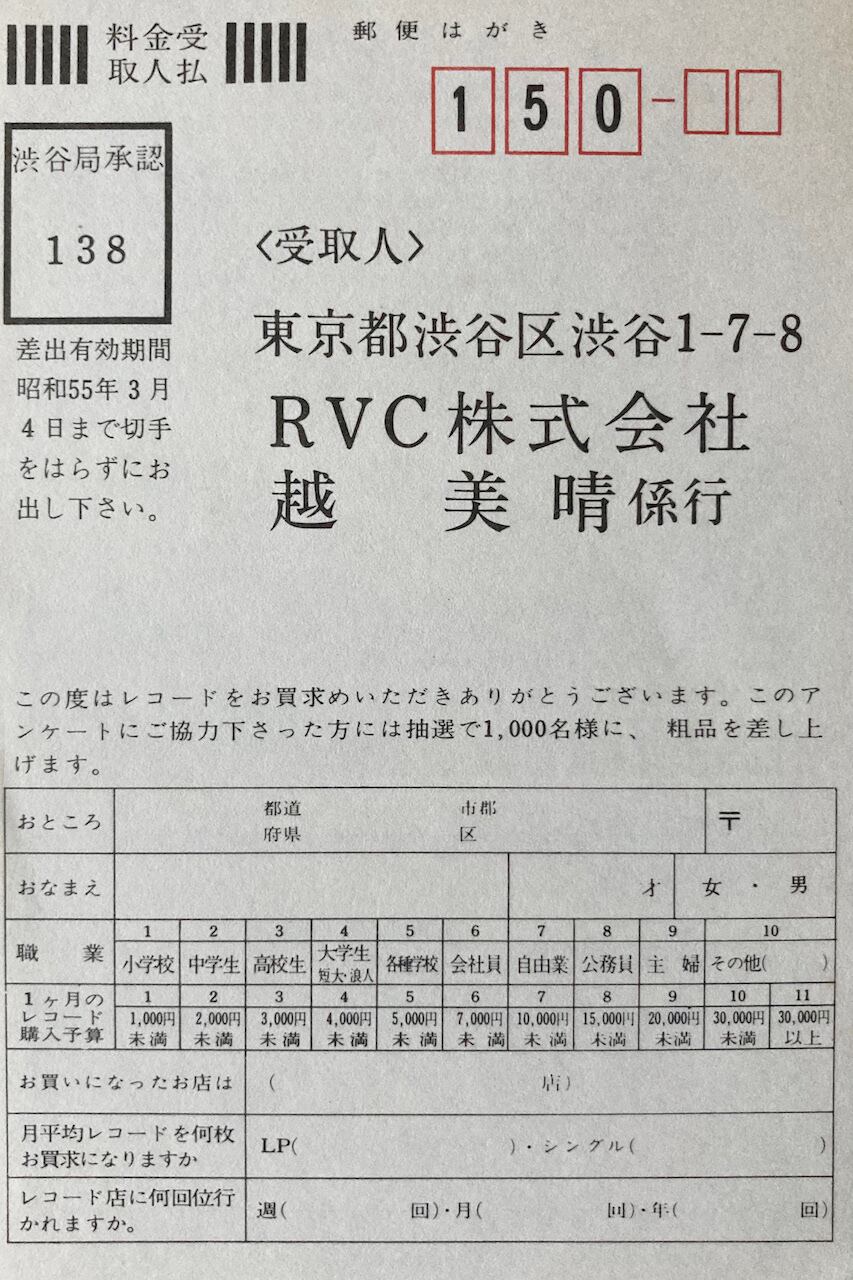 郵便はがき
料金受
取人払
150-
渋谷局承認
138
差出有効期間
昭和55年3月
4日まで切手
をはらずにお
出し下さい。
〈受取人〉
東京都渋谷区渋谷1-7-8
RVC株式会社
越 美晴係行
この度はレコードをお買求めいただきありがとうございます。このア
ンケートにご協力下さった方には抽選で1,000名様に、 粗品を差し上
げます。
おところ 都道 市郡 〒
府県 区
おなまえ 才 女・男
職業 1 2 3 4 5 6 7 8 9 10
小学校 中学生 高校生 大学生 短大・浪人 各種学校 会社員 自由業 公務員 主婦 その他( )
1ヶ月の
レコード
購入予算
1 2 3 4 5 6 7 8 9 10 11
1,000円 2,000円 3,000円 4,000円 5,000円 7,000円 10,000円 15,000円 20,000円 30,000円 30,000円
未満 未満 未満 未満 未満 未満 未満 未満 未満 未満 以上
お買いになったお店は ( 店)
月平均レコードを何枚
お買求になりますか
LP( )・シングル( )
レコード店に何回位行
かれますか。
週( 回)・月( 回)・年( 回)